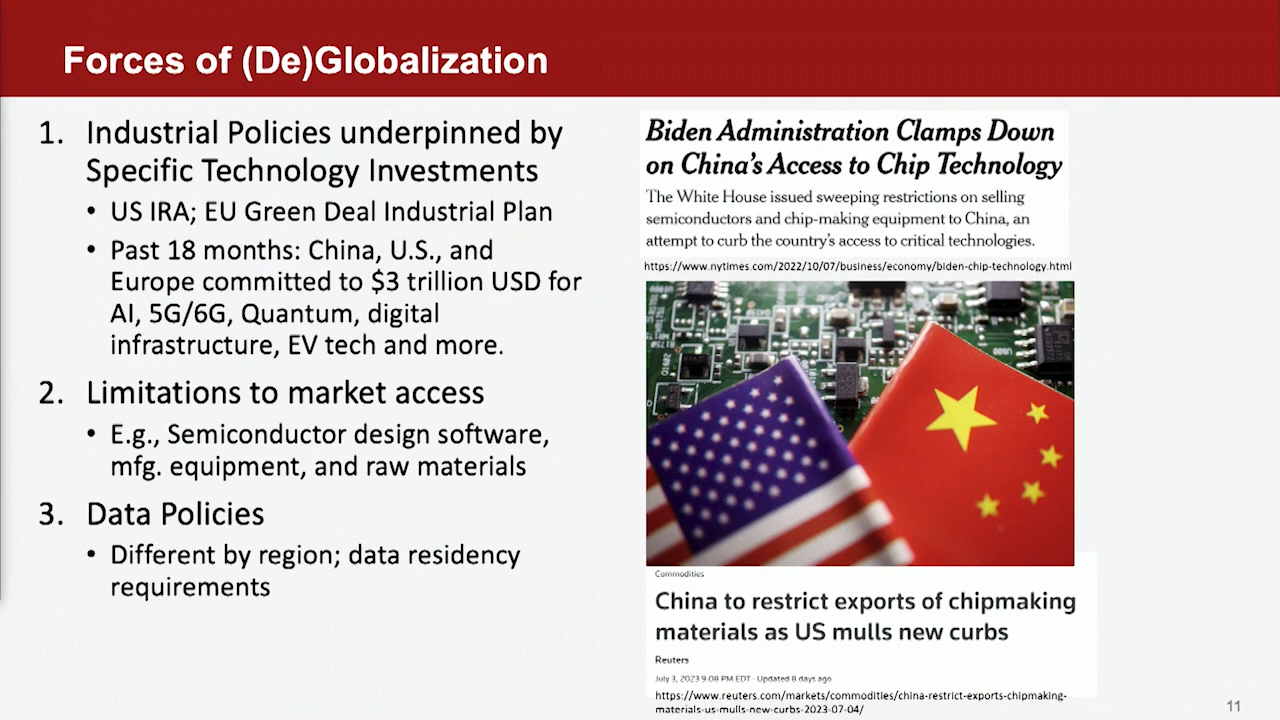 Forces of (De)Globalization
1. Industrial Policies underpinned by
Specific Technology Investments
• US IRA; EU Green Deal Industrial Plan
• Past 18 months: China, U.S., and
Europe committed to $3 trillion USD for
AI, 5G/6G, Quantum, digital
infrastructure, EV tech and more.
2. Limitations to market access
• E.g., Semiconductor design software,
mfg. equipment, and raw materials
3. Data Policies
• Different by region; data residency
requirements
Biden Administration Clamps Down
on China's Access to Chip Technology
The White House issued sweeping restrictions on selling
semiconductors and chip-making equipment to China, an
attempt to curb the country's access to critical technologies.
https://www.nytimes.com/2022/10/07/business/economy/biden-chip-technology.html
Commodities
China to restrict exports of chipmaking
materials as US mulls new curbs
Reuters
July 3, 2023 9:08 PM EDT · Updated 8 days ago
https://www.reuters.com/markets/commodities/china-restrict-exports-chipmaking-
materials-us-mulls-new-curbs-2023-07-04/
11